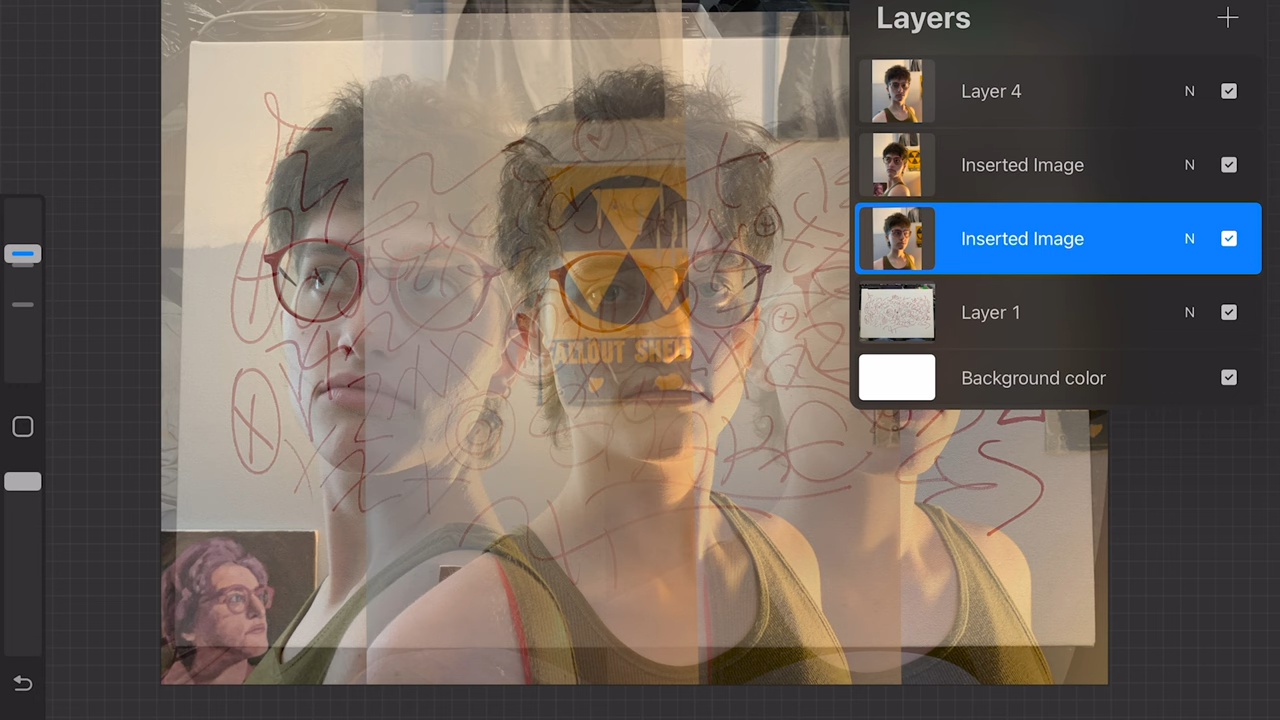 Layers
Layer 4 N
Inserted Image N
Inserted Image N
Layer 1 N
Background color
ALLOUT SHEL